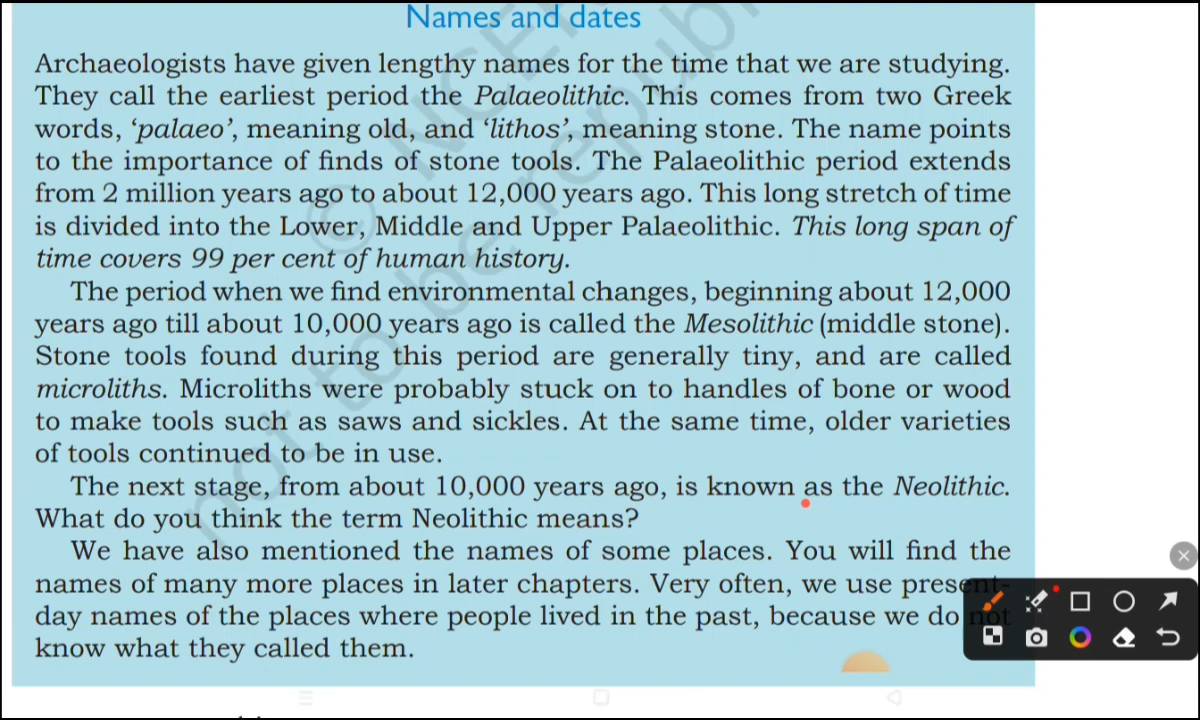 Names and dates
Archaeologists have given lengthy names for the time that we are studying.
They call the earliest period the Palaeolithic. This comes from two Greek
words, ‘palaeo’, meaning old, and ‘lithos’, meaning stone. The name points
to the importance of finds of stone tools. The Palaeolithic period extends
from 2 million years ago to about 12,000 years ago. This long stretch of time
is divided into the Lower, Middle and Upper Palaeolithic. This long span of
time covers 99 per cent of human history.
The period when we find environmental changes, beginning about 12,000
years ago till about 10,000 years ago is called the Mesolithic (middle stone).
Stone tools found during this period are generally tiny, and are called
microliths. Microliths were probably stuck on to handles of bone or wood
to make tools such as saws and sickles. At the same time, older varieties
of tools continued to be in use.
The next stage, from about 10,000 years ago, is known as the Neolithic.
What do you think the term Neolithic means?
We have also mentioned the names of some places. You will find the
names of many more places in later chapters. Very often, we use present-
day names of the places where people lived in the past, because we do not
know what they called them.